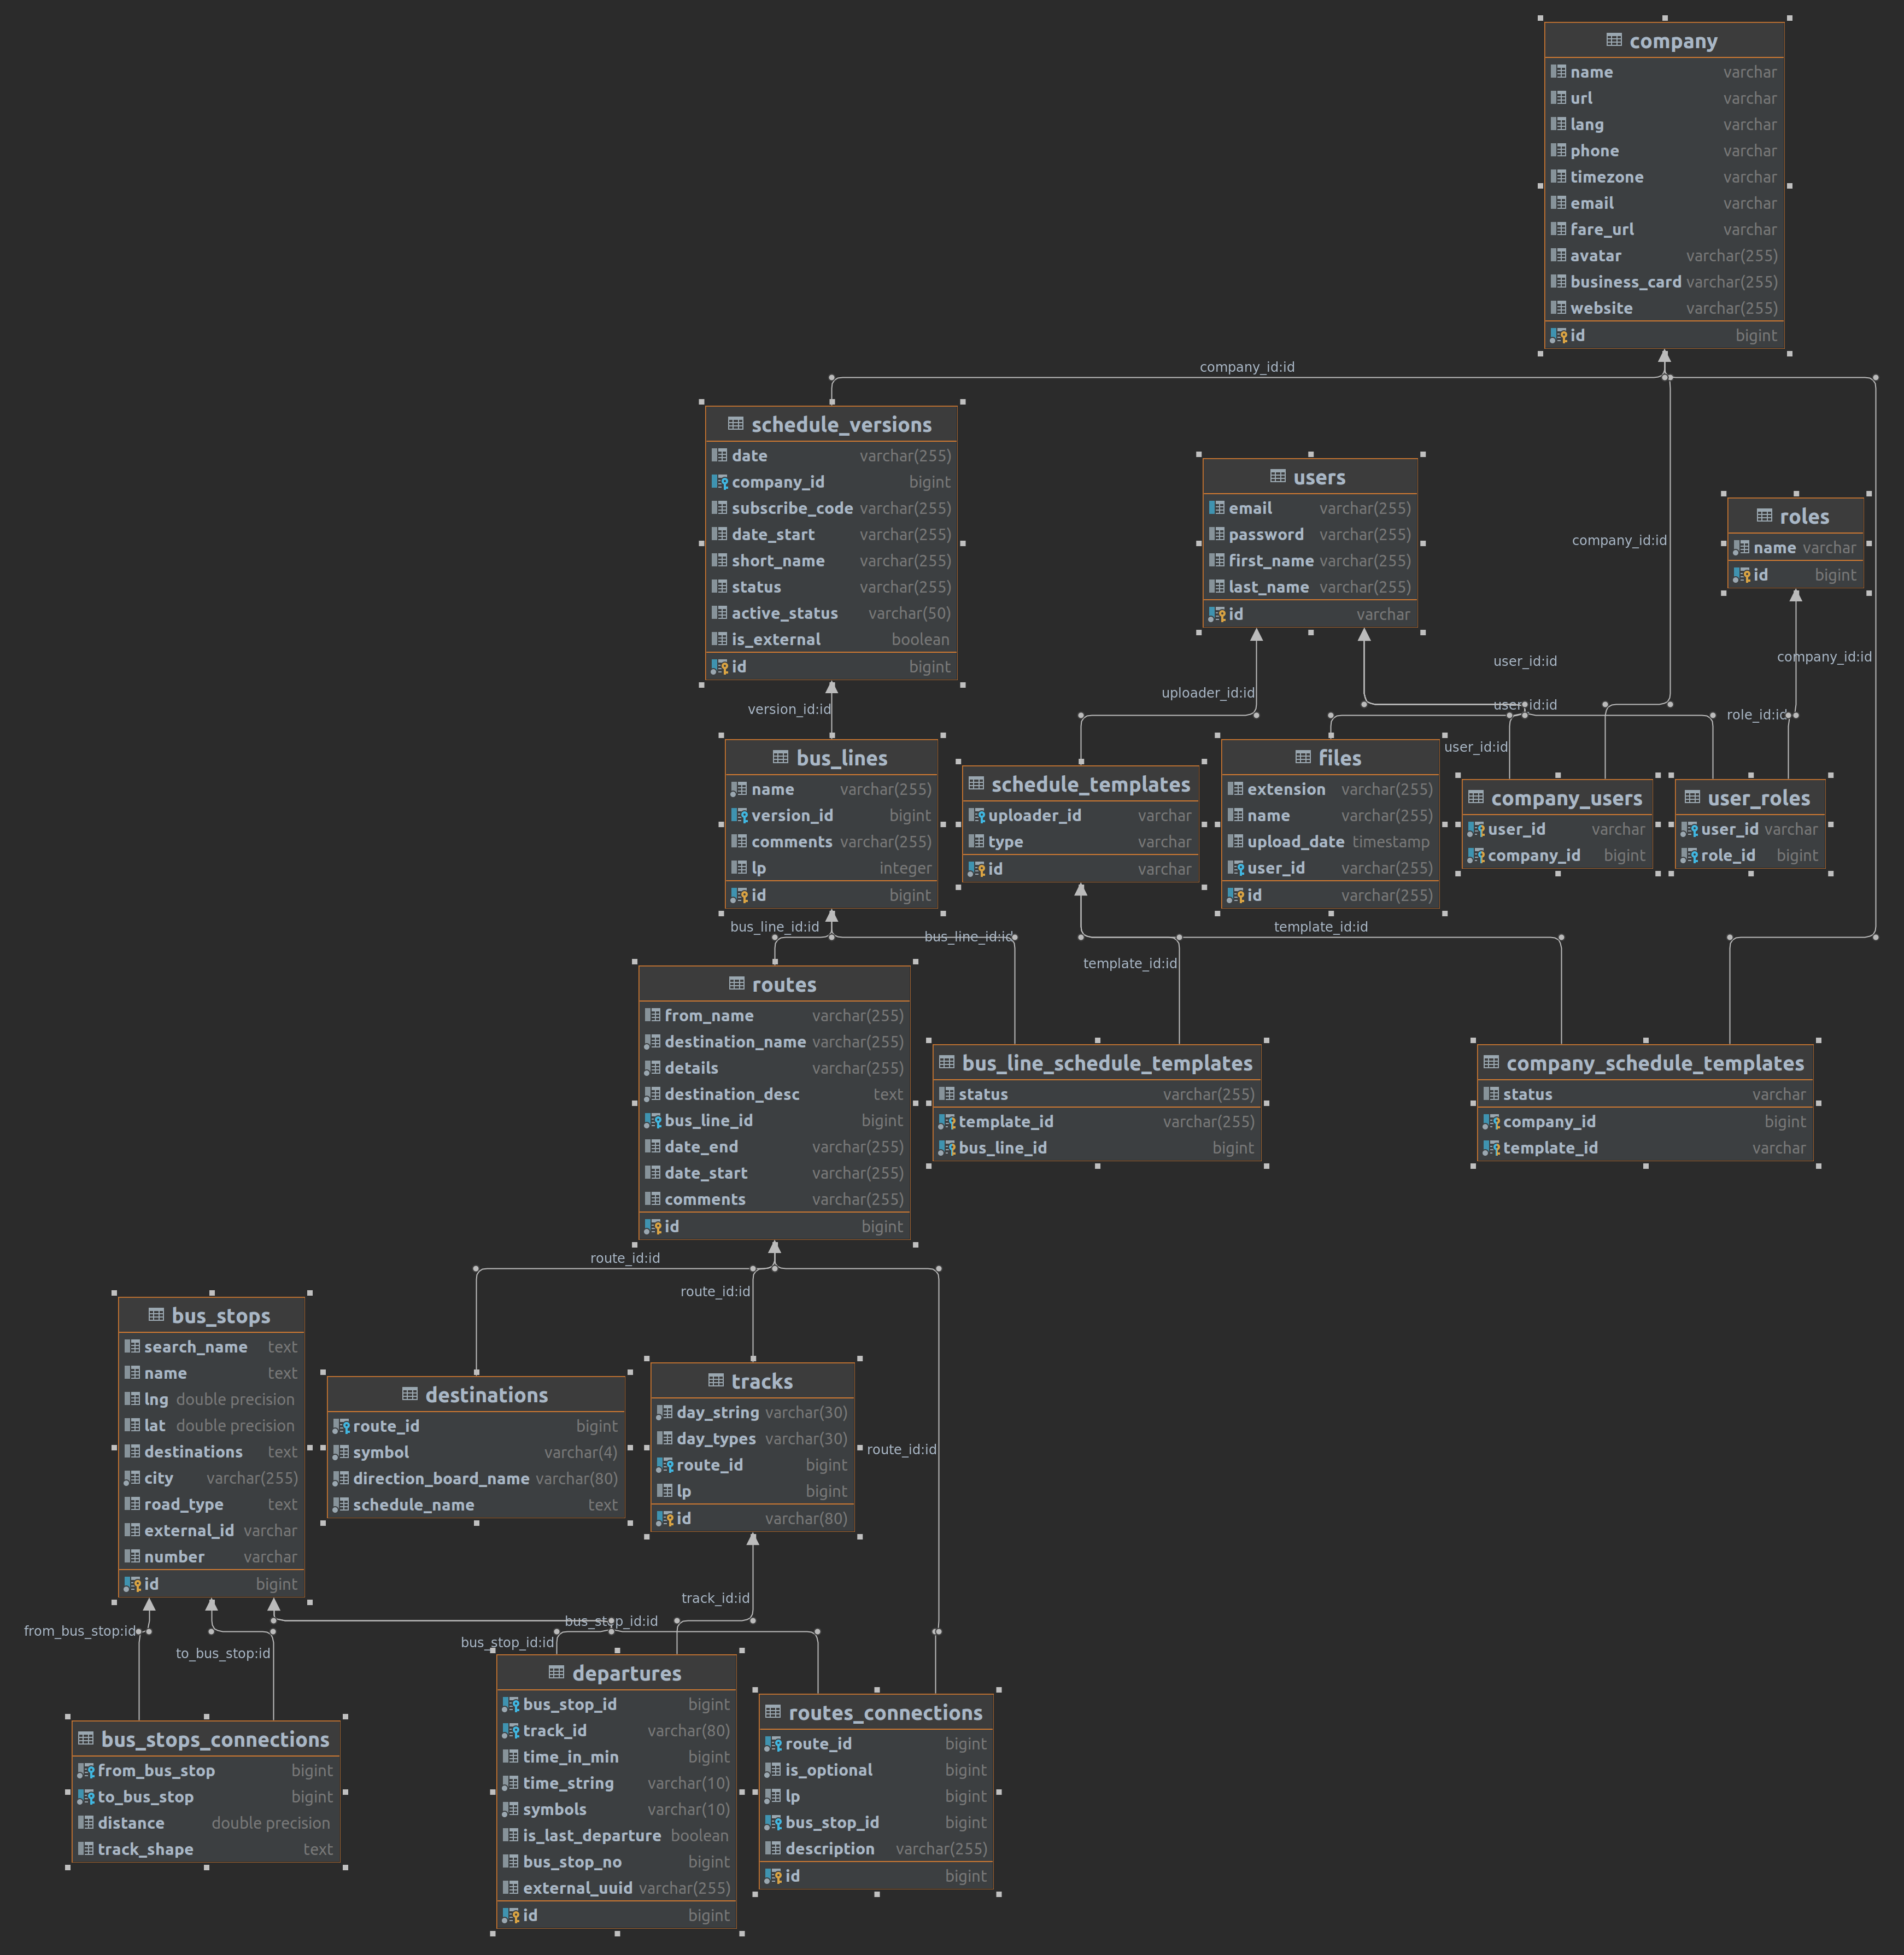 company
name varchar
url varchar
lang varchar
phone varchar
timezone varchar
email varchar
fare_url varchar
avatar varchar(255)
business_card varchar(255)
website varchar(255)
id bigint
company_id:id
schedule_versions
date varchar(255)
company_id bigint
subscribe_code varchar(255)
date_start varchar(255)
short_name varchar(255)
status varchar(255)
active_status varchar(50)
is_external boolean
id bigint
users
email varchar(255)
password varchar(255)
first_name varchar(255)
last_name varchar(255)
id varchar
company_id:id
roles
name varchar
id bigint
user_id:id
company_id:id
uploader_id:id
version_id:id
user_id:id
role_id:id
user_id:id
bus_lines
name varchar(255)
version_id bigint
comments varchar(255)
lp integer
id bigint
schedule_templates
uploader_id varchar
type varchar
id varchar
files
extension varchar(255)
name varchar(255)
upload_date timestamp
user_id varchar(255)
id varchar(255)
company_users
user_id varchar
company_id bigint
user_roles
user_id varchar
role_id bigint
bus_line_id:id
bus_line_id:id
template_id:id
template_id:id
routes
from_name varchar(255)
destination_name varchar(255)
details varchar(255)
destination_desc text
bus_line_id bigint
date_end varchar(255)
date_start varchar(255)
comments varchar(255)
id bigint
bus_line_schedule_templates
status varchar(255)
template_id varchar(255)
bus_line_id bigint
company_schedule_templates
status varchar
company_id bigint
template_id varchar
route_id:id
route_id:id
route_id:id
bus_stops
search_name text
name text
lng double precision
lat double precision
destinations text
city varchar(255)
road_type text
external_id varchar
number varchar
id bigint
destinations
route_id bigint
symbol varchar(4)
direction_board_name varchar(80)
schedule_name text
tracks
day_string varchar(30)
day_types varchar(30)
route_id bigint
lp bigint
id varchar(80)
track_id:id
bus_stop_id:id
from_bus_stop:id
bus_stop_id:id
to_bus_stop:id
bus_stops_connections
from_bus_stop bigint
to_bus_stop bigint
distance double precision
track_shape text
departures
bus_stop_id bigint
track_id varchar(80)
time_in_min bigint
time_string varchar(10)
symbols varchar(10)
is_last_departure boolean
bus_stop_no bigint
external_uuid varchar(255)
id bigint
routes_connections
route_id bigint
is_optional bigint
lp bigint
bus_stop_id bigint
description varchar(255)
id bigint